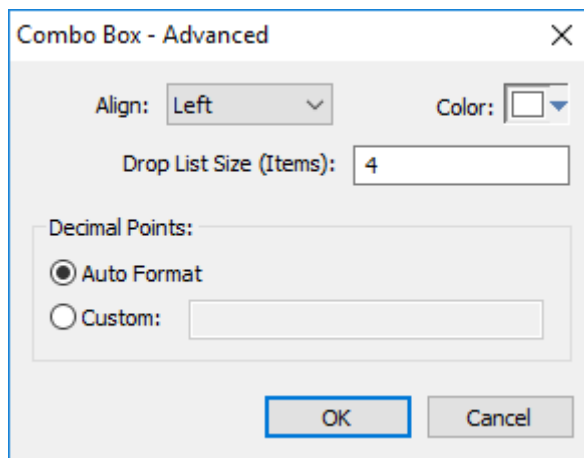 Combo Box - Advanced
Align: Left Color:
Drop List Size (Items): 4
Decimal Points:
Auto Format
Custom:
OK Cancel